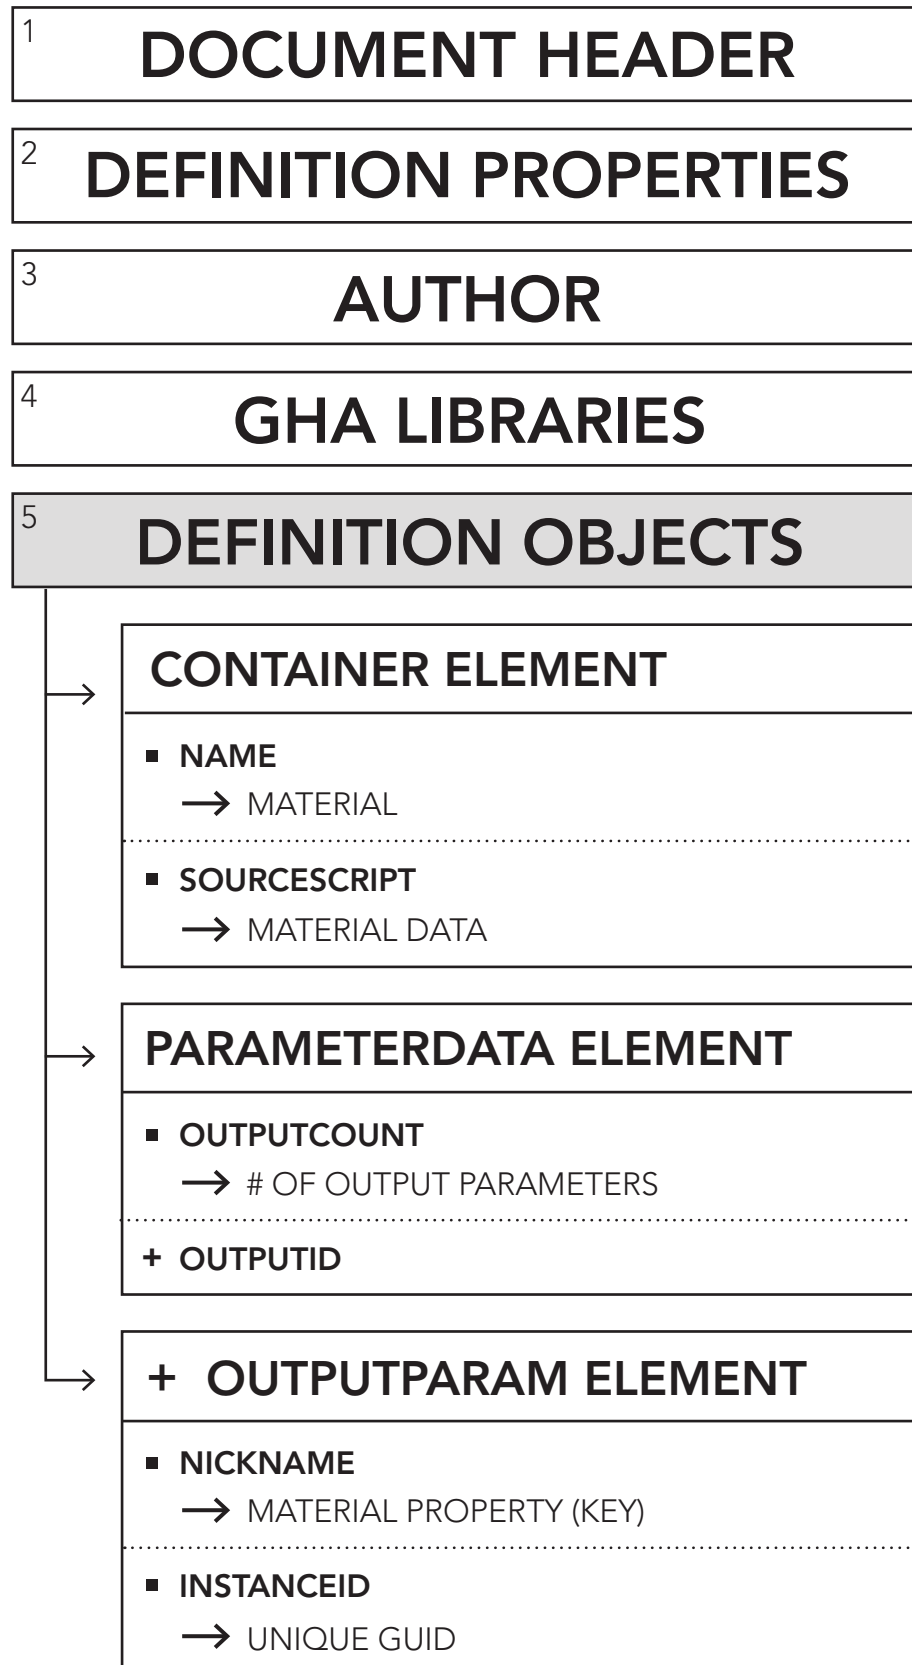 1
DOCUMENT HEADER
2
DEFINITION PROPERTIES
3
AUTHOR
4
GHA LIBRARIES
5
DEFINITION OBJECTS
CONTAINER ELEMENT
▪ NAME
→ MATERIAL
▪ SOURCESCRIPT
→ MATERIAL DATA
PARAMETERDATA ELEMENT
▪ OUTPUTCOUNT
→ # OF OUTPUT PARAMETERS
+ OUTPUTID
+ OUTPUTPARAM ELEMENT
▪ NICKNAME
→ MATERIAL PROPERTY (KEY)
▪ INSTANCEID
→ UNIQUE GUID